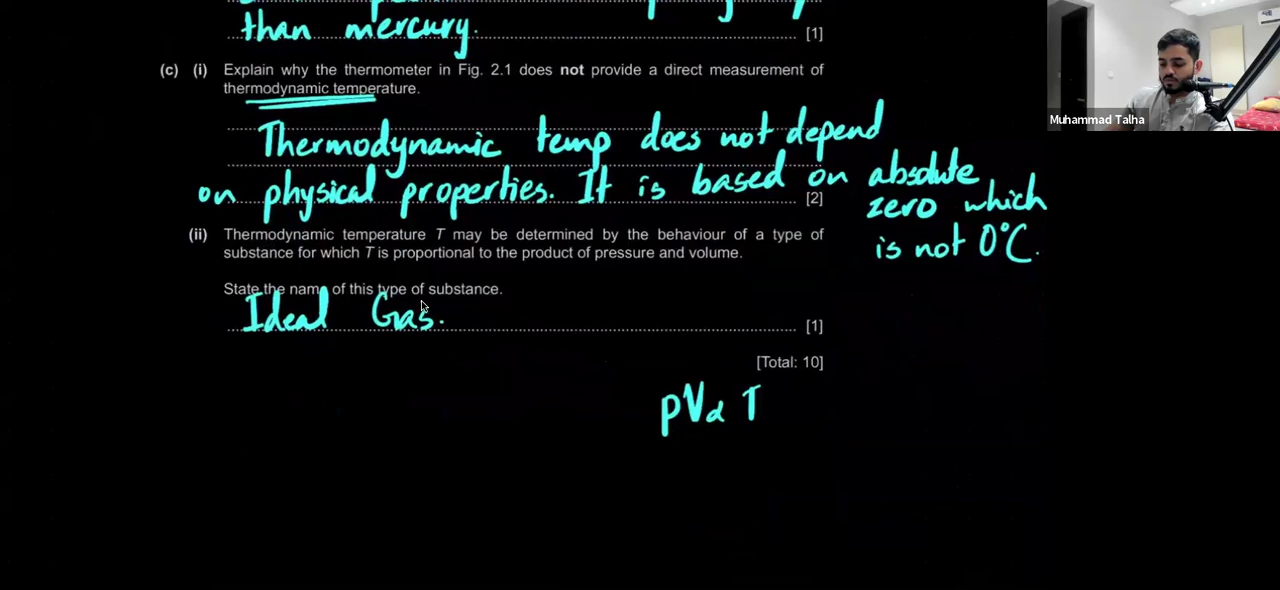 than mercury. [1]
Muhammad Talha
(c) (i) Explain why the thermometer in Fig. 2.1 does not provide a direct measurement of
thermodynamic temperature.
Thermodynamic temp does not depend
on physical properties. It is based on absolute
zero which
is not 0°C.
[2]
(ii) Thermodynamic temperature T may be determined by the behaviour of a type of
substance for which T is proportional to the product of pressure and volume.
State the name of this type of substance.
Ideal Gas.
[1]
[Total: 10]
pV α T